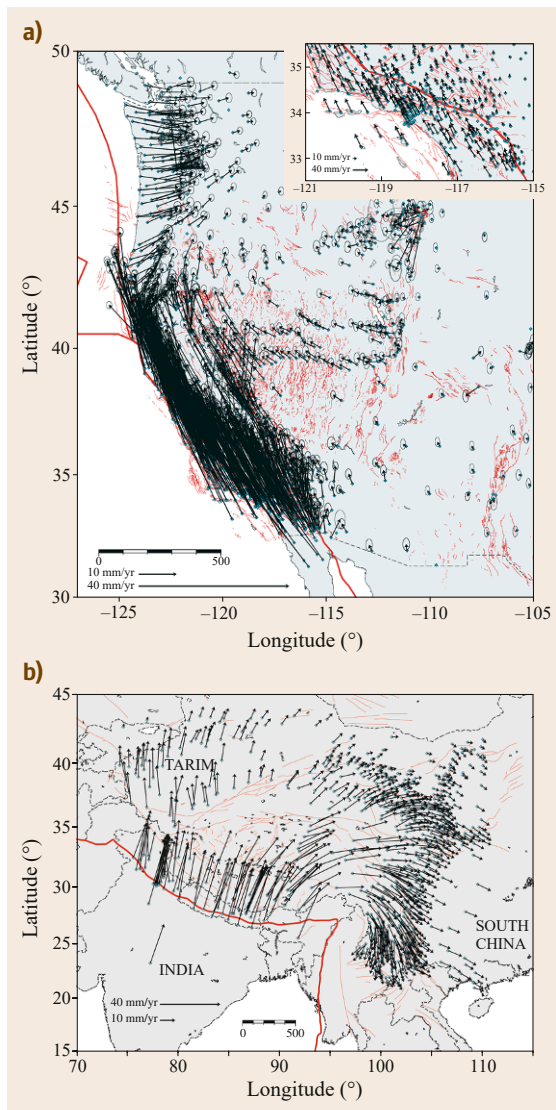 a)
50
45
40
35
30
Latitude (°)
35
34
33
10 mm/yr
40 mm/yr
−121
−119
−117
−115
0
500
10 mm/yr
40 mm/yr
−125
−120
−115
−110
−105
Longitude (°)
b)
45
40
35
30
25
20
15
Latitude (°)
TARIM
INDIA
SOUTH
CHINA
40 mm/yr
10 mm/yr
0
500
70
80
90
100
110
Longitude (°)